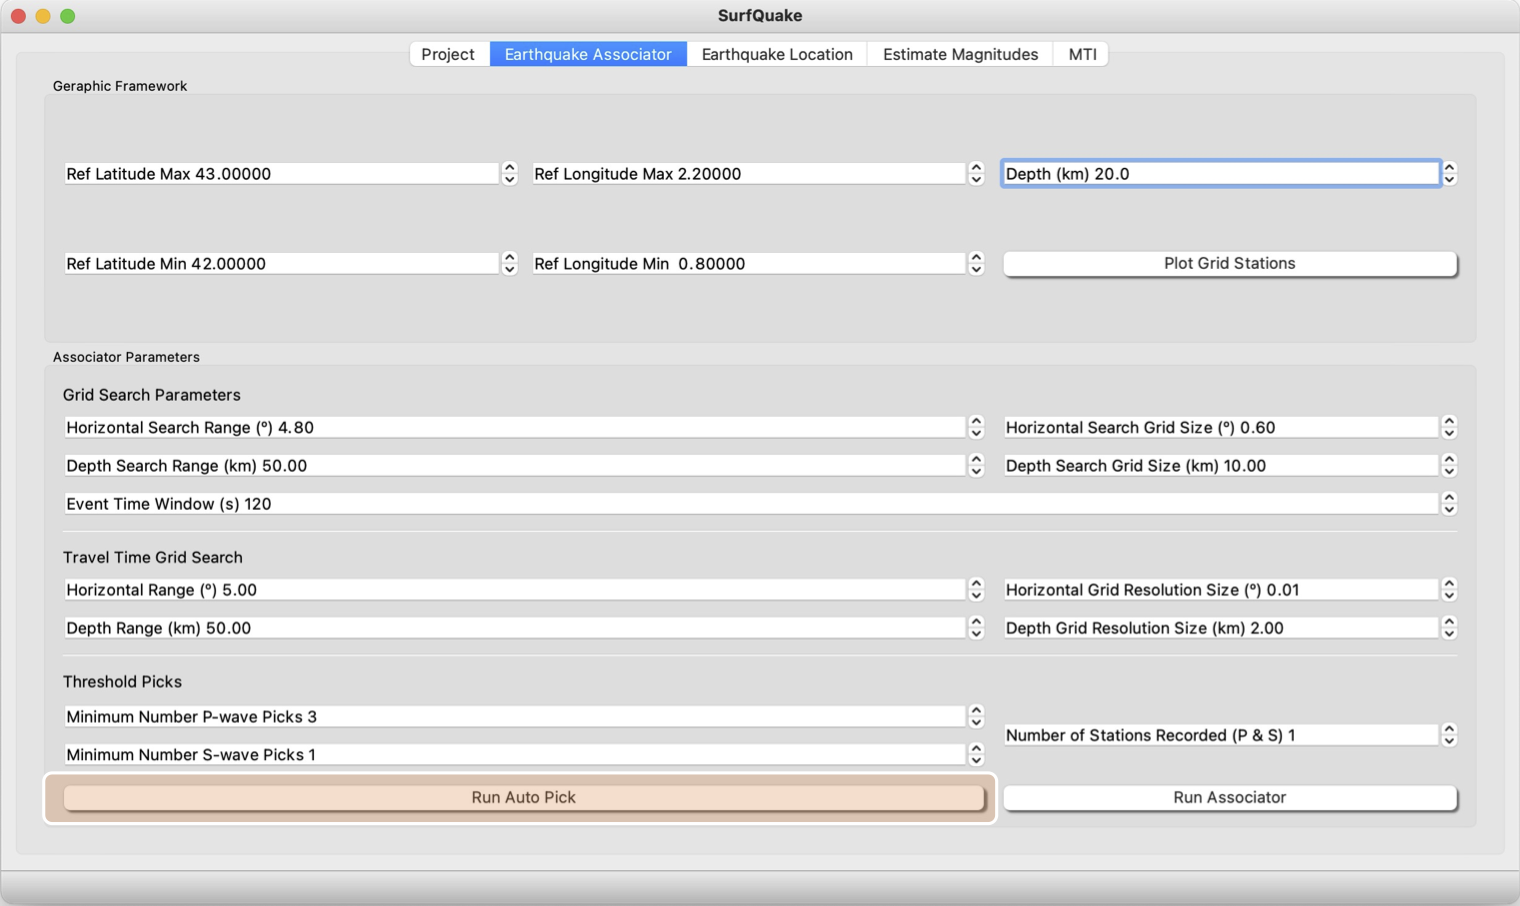 SurfQuake
Project Earthquake Associator Earthquake Location Estimate Magnitudes MTI
Geraphic Framework
Ref Latitude Max 43.00000 Ref Longitude Max 2.20000 Depth (km) 20.0
Ref Latitude Min 42.00000 Ref Longitude Min 0.80000 Plot Grid Stations
Associator Parameters
Grid Search Parameters
Horizontal Search Range (º) 4.80 Horizontal Search Grid Size (º) 0.60
Depth Search Range (km) 50.00 Depth Search Grid Size (km) 10.00
Event Time Window (s) 120
Travel Time Grid Search
Horizontal Range (º) 5.00 Horizontal Grid Resolution Size (º) 0.01
Depth Range (km) 50.00 Depth Grid Resolution Size (km) 2.00
Threshold Picks
Minimum Number P-wave Picks 3
Number of Stations Recorded (P & S) 1
Minimum Number S-wave Picks 1
Run Auto Pick Run Associator